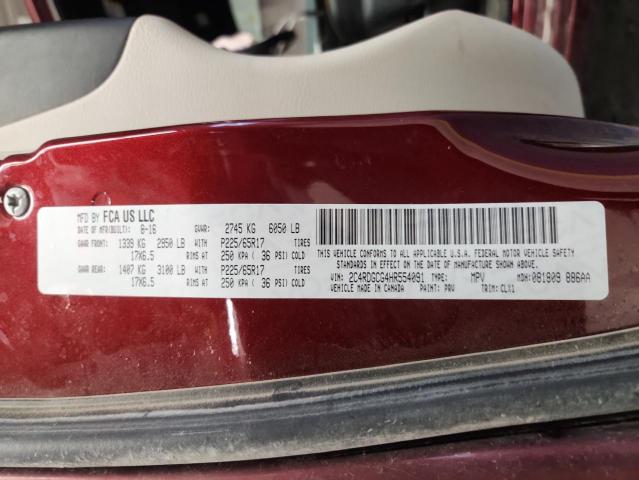 MFD BY FCA US LLC
DATE OF MFR(BUILT): 8-16 GVWR: 2745 KG 6050 LB
GAWR FRONT: 1339 KG 2950 LB WITH P225/65R17 TIRES
17X6.5 RIMS AT 250 KPA ( 36 PSI) COLD
GAWR REAR: 1407 KG 3100 LB WITH P225/65R17 TIRES
17X6.5 RIMS AT 250 KPA ( 36 PSI) COLD
THIS VEHICLE CONFORMS TO ALL APPLICABLE U.S.A. FEDERAL MOTOR VEHICLE SAFETY
STANDARDS IN EFFECT ON THE DATE OF MANUFACTURE SHOWN ABOVE.
VIN: 2C4RDGCG4HR554091 TYPE: MPV MDH: 081809 886AA
VEHICLE MADE IN CANADA PAINT: PRV TRIM: CLX1